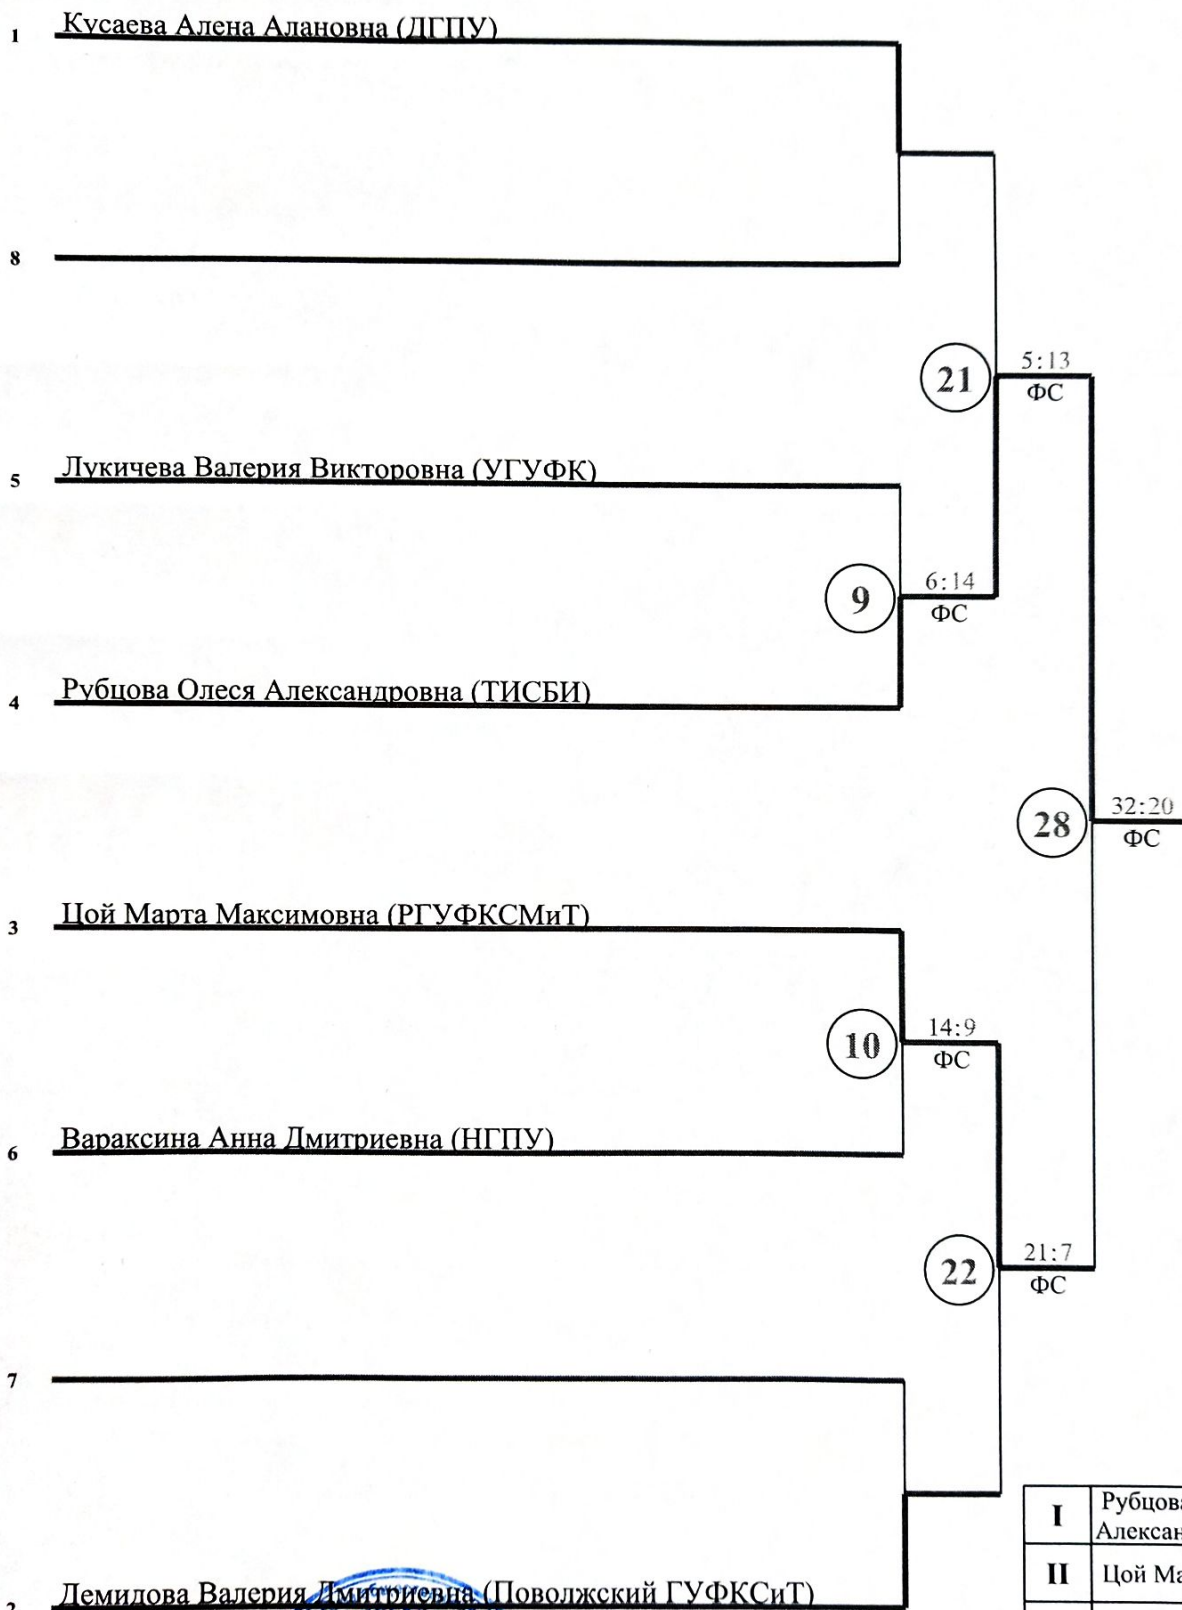 1 Кусаева Алена Алановна (ДГПУ)
8
21 5:13
ФС
5 Лукичева Валерия Викторовна (УГУФК)
9 6:14
ФС
4 Рубцова Олеся Александровна (ТИСБИ)
28 32:20
ФС
3 Цой Марта Максимовна (РГУФКСМиТ)
10 14:9
ФС
6 Вараксина Анна Дмитриевна (НГПУ)
22 21:7
ФС
7
I Рубцова
Алексан
II Цой Ма
Демидова Валерия Дмитриевна (Поволжский ГУФКСиТ)